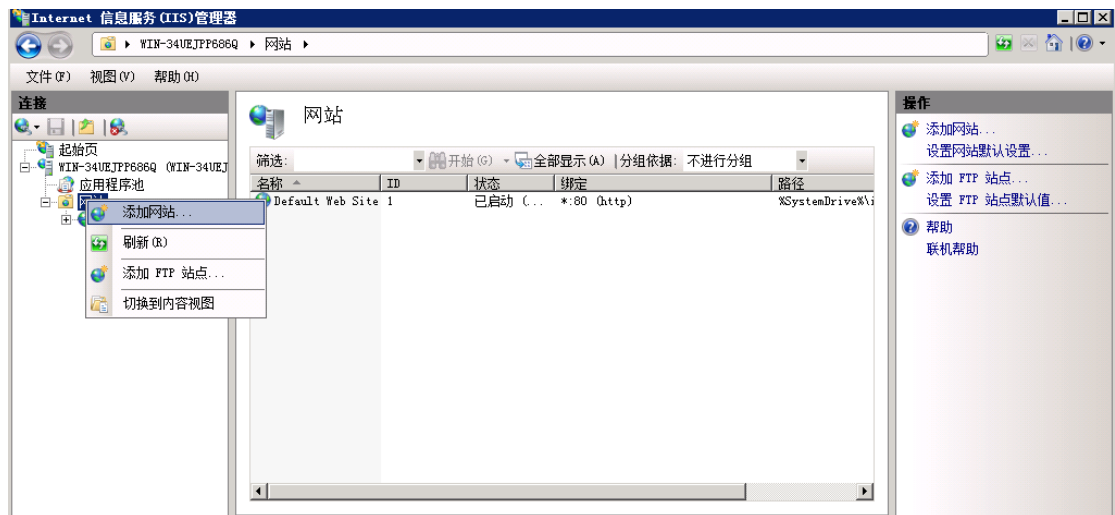 Internet 信息服务(IIS)管理器
WIN-34UEJPP686Q ▸ 网站 ▸
文件(F) 视图(V) 帮助(H)
连接
起始页
WIN-34UEJPP686Q (WIN-34UEJ
应用程序池
添加网站...
刷新(R)
添加 FTP 站点...
切换到内容视图
网站
筛选: 开始(G) 全部显示(A) 分组依据: 不进行分组
名称 ID 状态 绑定 路径
Default Web Site 1 已启动 (... *:80 (http) %SystemDrive%\i
操作
添加网站...
设置网站默认设置...
添加 FTP 站点...
设置 FTP 站点默认值...
帮助
联机帮助